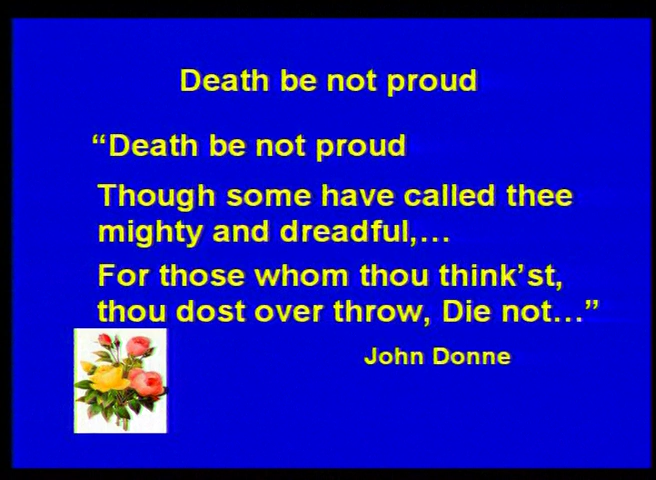 Death be not proud
“Death be not proud
Though some have called thee
mighty and dreadful,…
For those whom thou think’st,
thou dost over throw, Die not…”
John Donne